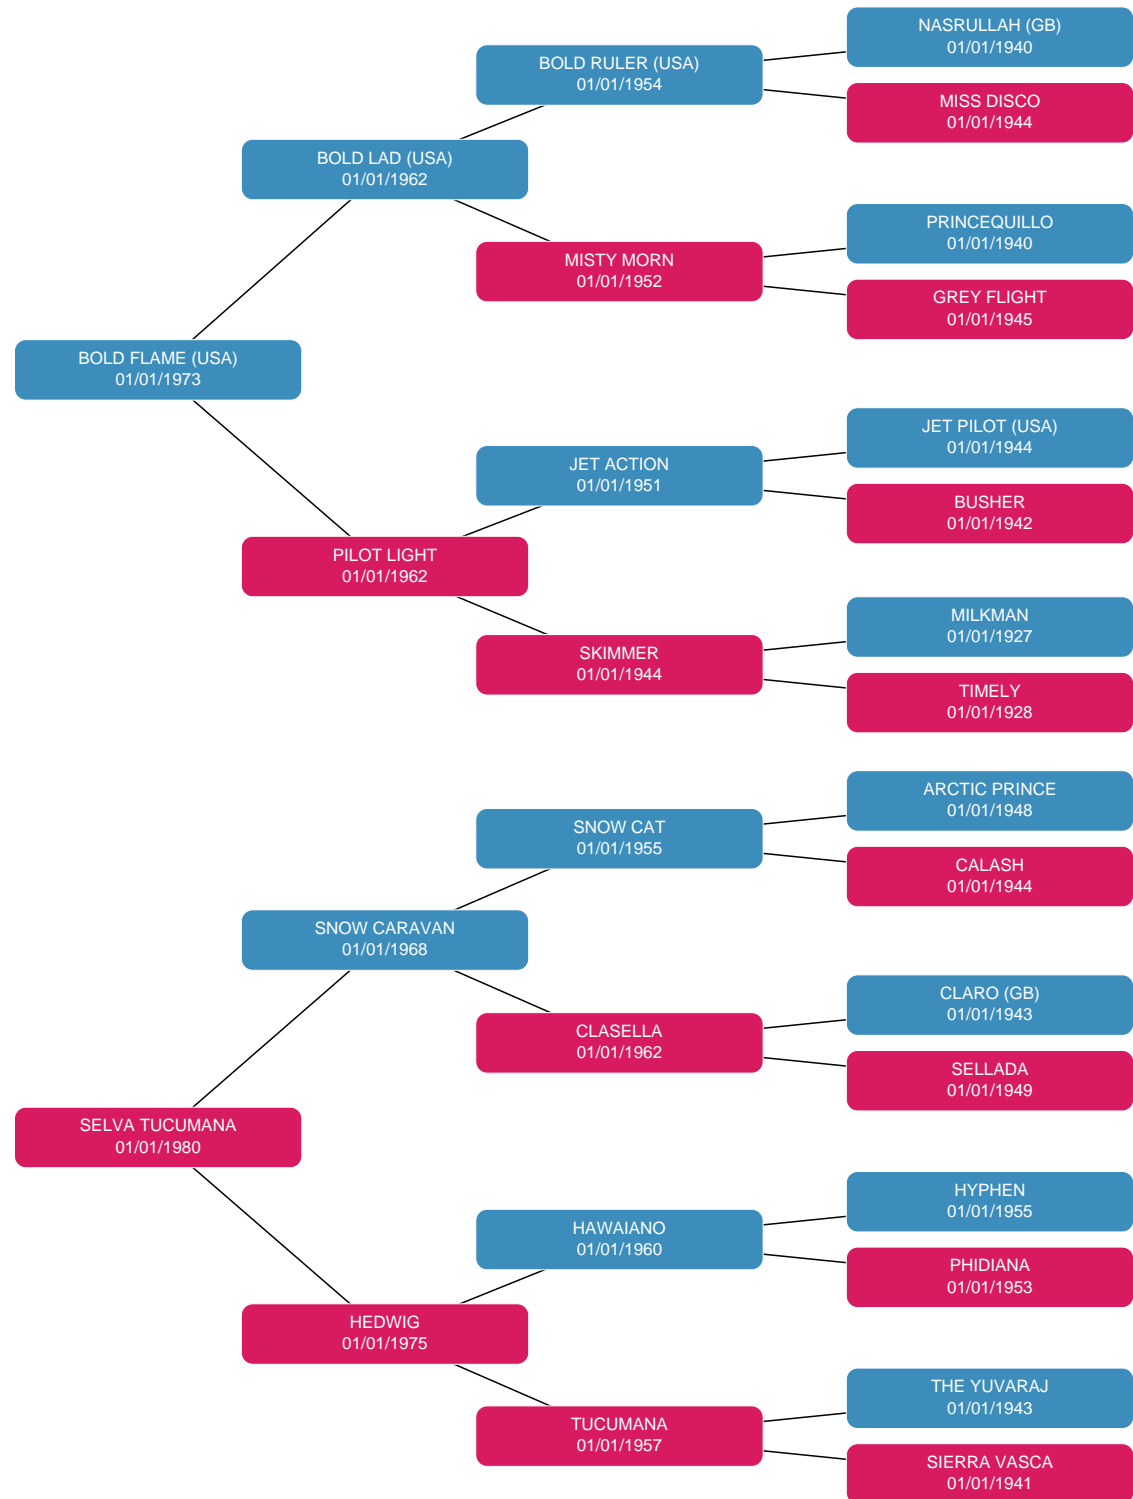 NASRULLAH (GB)
01/01/1940
BOLD RULER (USA)
01/01/1954
MISS DISCO
01/01/1944
BOLD LAD (USA)
01/01/1962
PRINCEQUILLO
01/01/1940
MISTY MORN
01/01/1952
GREY FLIGHT
01/01/1945
BOLD FLAME (USA)
01/01/1973
JET PILOT (USA)
01/01/1944
JET ACTION
01/01/1951
BUSHER
01/01/1942
PILOT LIGHT
01/01/1962
MILKMAN
01/01/1927
SKIMMER
01/01/1944
TIMELY
01/01/1928
ARCTIC PRINCE
01/01/1948
SNOW CAT
01/01/1955
CALASH
01/01/1944
SNOW CARAVAN
01/01/1968
CLARO (GB)
01/01/1943
CLASELLA
01/01/1962
SELLADA
01/01/1949
SELVA TUCUMANA
01/01/1980
HYPHEN
01/01/1955
HAWAIANO
01/01/1960
PHIDIANA
01/01/1953
HEDWIG
01/01/1975
THE YUVARAJ
01/01/1943
TUCUMANA
01/01/1957
SIERRA VASCA
01/01/1941